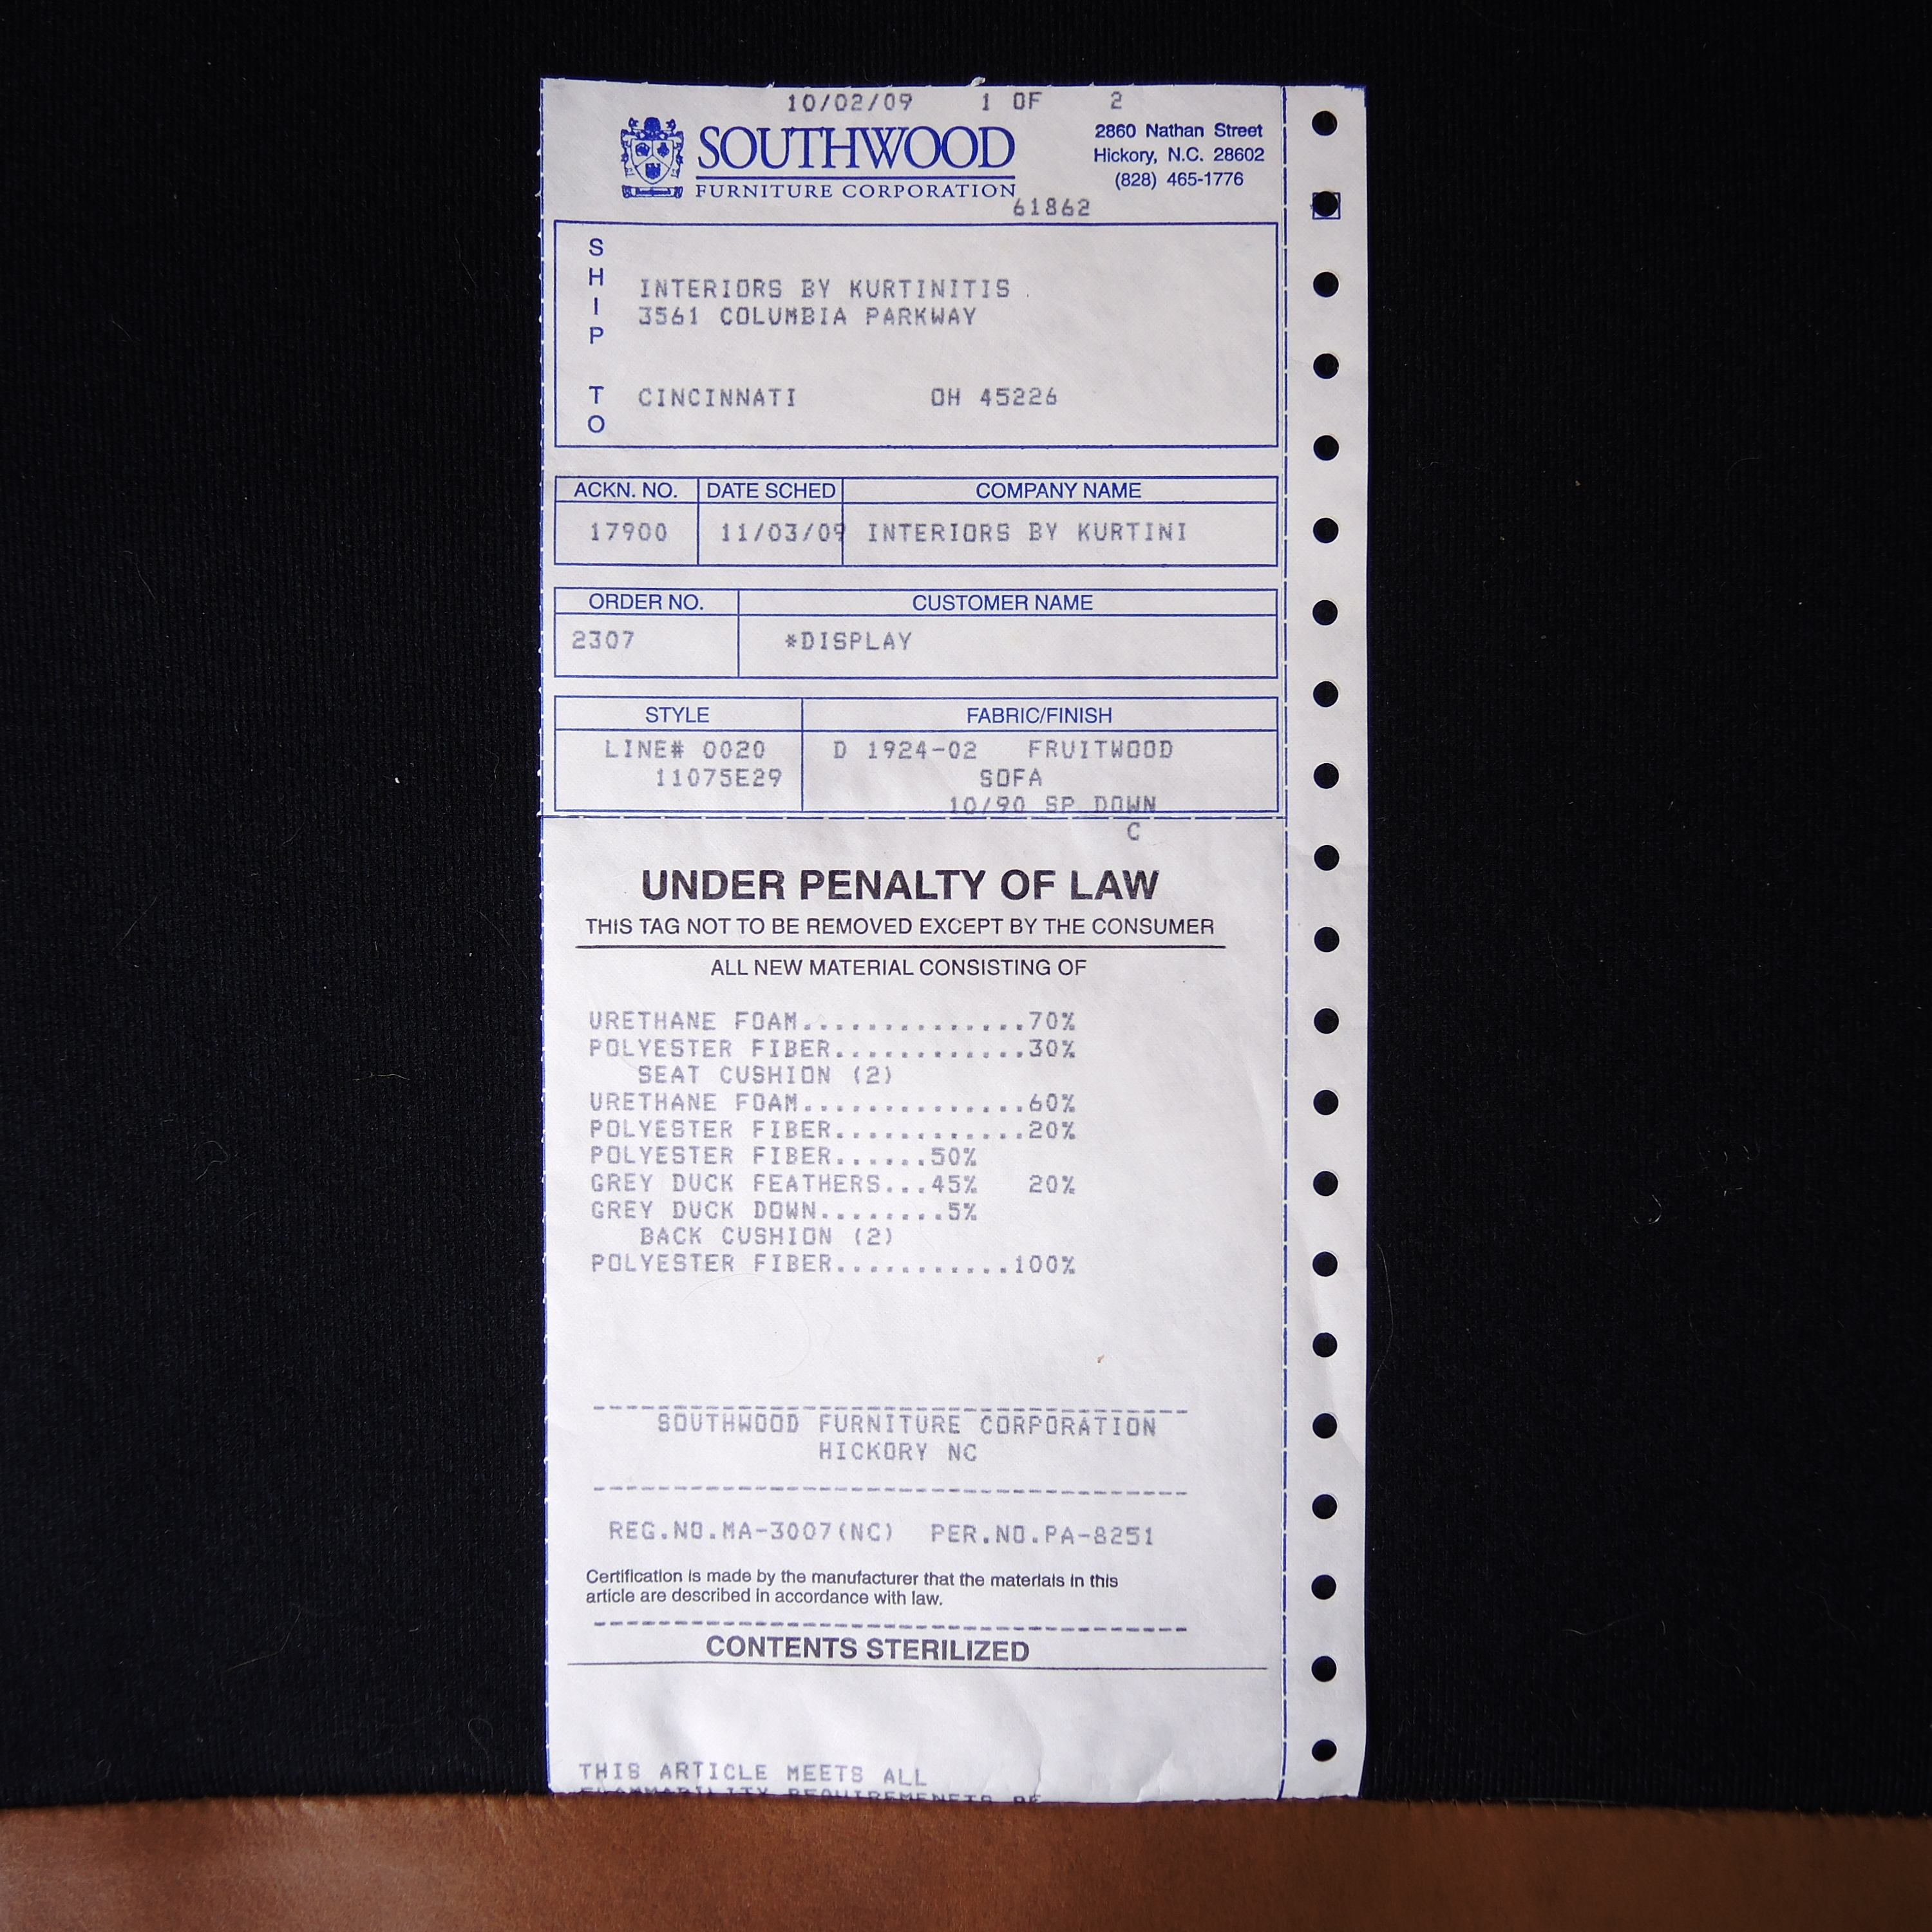 10/02/09 1 OF 2
SOUTHWOOD
FURNITURE CORPORATION
2860 Nathan Street
Hickory, N.C. 28602
(828) 465-1776
61862
SHIP TO
INTERIORS BY KURTINITIS
3561 COLUMBIA PARKWAY
CINCINNATI OH 45226
ACKN. NO. DATE SCHED COMPANY NAME
17900 11/03/09 INTERIORS BY KURTINI
ORDER NO. CUSTOMER NAME
2307 *DISPLAY
STYLE FABRIC/FINISH
LINE# 0020 D 1924-02 FRUITWOOD
11075E29 SOFA
10/90 SP DOWN
C
UNDER PENALTY OF LAW
THIS TAG NOT TO BE REMOVED EXCEPT BY THE CONSUMER
ALL NEW MATERIAL CONSISTING OF
URETHANE FOAM..............70%
POLYESTER FIBER............30%
SEAT CUSHION (2)
URETHANE FOAM..............60%
POLYESTER FIBER............20%
POLYESTER FIBER......50%
GREY DUCK FEATHERS...45% 20%
GREY DUCK DOWN........5%
BACK CUSHION (2)
POLYESTER FIBER...........100%
SOUTHWOOD FURNITURE CORPORATION
HICKORY NC
REG.NO.MA-3007(NC) PER.NO.PA-8251
Certification is made by the manufacturer that the materials in this
article are described in accordance with law.
CONTENTS STERILIZED
THIS ARTICLE MEETS ALL
FLAMMABILITY REQUIREMENETS OF